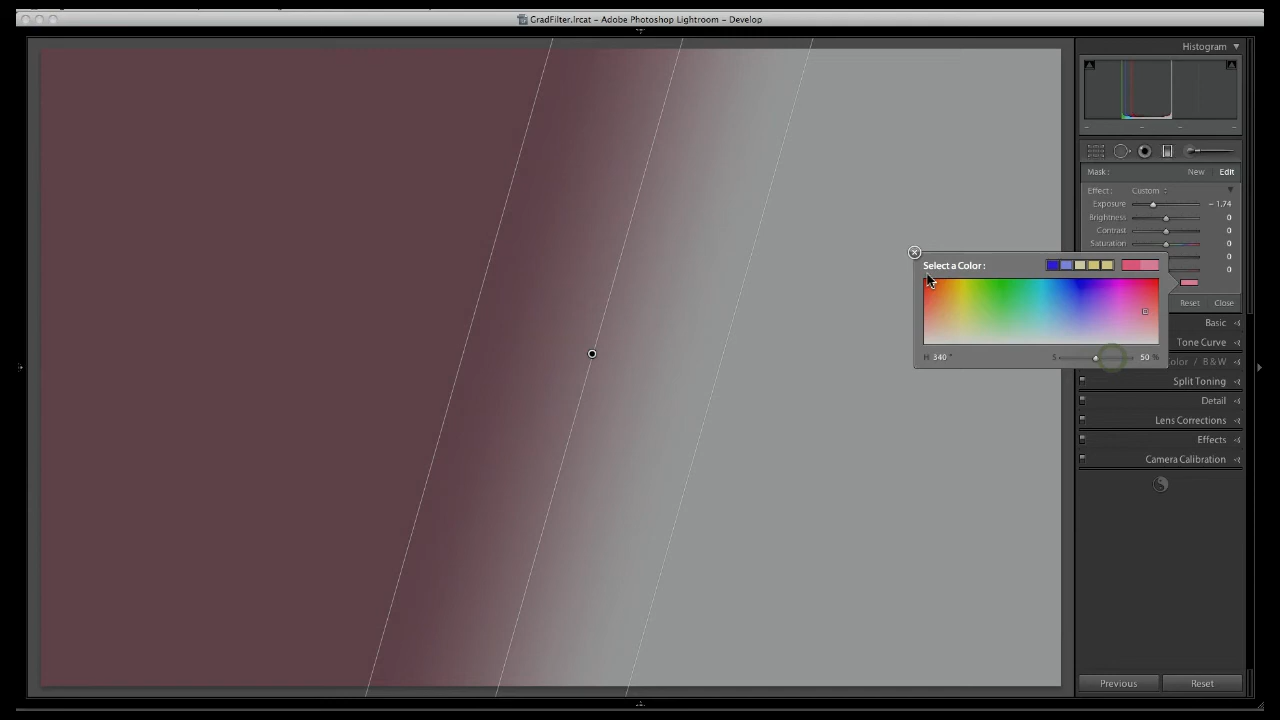 GradFilter.lrcat – Adobe Photoshop Lightroom – Develop
Histogram
Mask : New Edit
Effect : Custom
Exposure – 1.74
Brightness 0
Contrast 0
Saturation 0
0
0
Select a Color :
H 340 ° S 50 %
Reset Close
Basic
Tone Curve
Color / B & W
Split Toning
Detail
Lens Corrections
Effects
Camera Calibration
Previous Reset